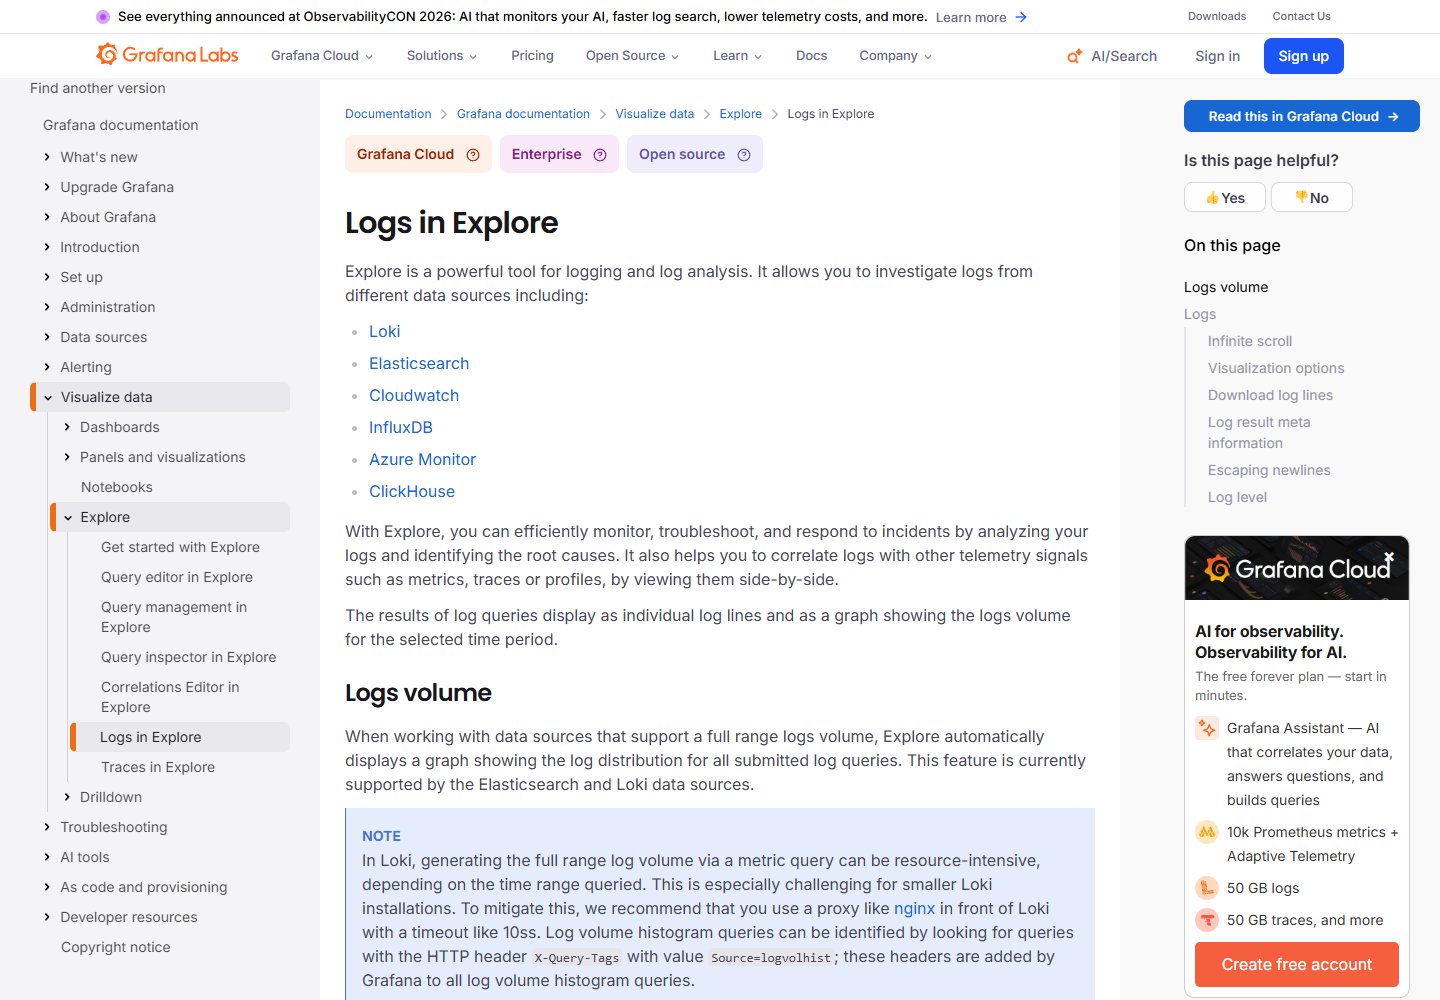 See everything announced at ObservabilityCON 2026: AI that monitors your AI, faster log search, lower telemetry costs, and more. Learn more →
Downloads
Contact Us
Grafana Labs
Grafana Cloud
Solutions
Pricing
Open Source
Learn
Docs
Company
AI/Search
Sign in
Sign up
Find another version
Grafana documentation
What's new
Upgrade Grafana
About Grafana
Introduction
Set up
Administration
Data sources
Alerting
Visualize data
Dashboards
Panels and visualizations
Notebooks
Explore
Get started with Explore
Query editor in Explore
Query management in
Explore
Query inspector in Explore
Correlations Editor in
Explore
Logs in Explore
Traces in Explore
Drilldown
Troubleshooting
AI tools
As code and provisioning
Developer resources
Copyright notice
Documentation > Grafana documentation > Visualize data > Explore > Logs in Explore
Grafana Cloud
Enterprise
Open source
Logs in Explore
Explore is a powerful tool for logging and log analysis. It allows you to investigate logs from
different data sources including:
• Loki
• Elasticsearch
• Cloudwatch
• InfluxDB
• Azure Monitor
• ClickHouse
With Explore, you can efficiently monitor, troubleshoot, and respond to incidents by analyzing your
logs and identifying the root causes. It also helps you to correlate logs with other telemetry signals
such as metrics, traces or profiles, by viewing them side-by-side.
The results of log queries display as individual log lines and as a graph showing the logs volume
for the selected time period.
Logs volume
When working with data sources that support a full range logs volume, Explore automatically
displays a graph showing the log distribution for all submitted log queries. This feature is currently
supported by the Elasticsearch and Loki data sources.
NOTE
In Loki, generating the full range log volume via a metric query can be resource-intensive,
depending on the time range queried. This is especially challenging for smaller Loki
installations. To mitigate this, we recommend that you use a proxy like nginx in front of Loki
with a timeout like 10ss. Log volume histogram queries can be identified by looking for queries
with the HTTP header X-Query-Tags with value Source=logvolhist; these headers are added by
Grafana to all log volume histogram queries.
Read this in Grafana Cloud →
Is this page helpful?
👍Yes
👎No
On this page
Logs volume
Logs
Infinite scroll
Visualization options
Download log lines
Log result meta
information
Escaping newlines
Log level
Grafana Cloud
AI for observability.
Observability for AI.
The free forever plan — start in
minutes.
Grafana Assistant — AI
that correlates your data,
answers questions, and
builds queries
10k Prometheus metrics +
Adaptive Telemetry
50 GB logs
50 GB traces, and more
Create free account